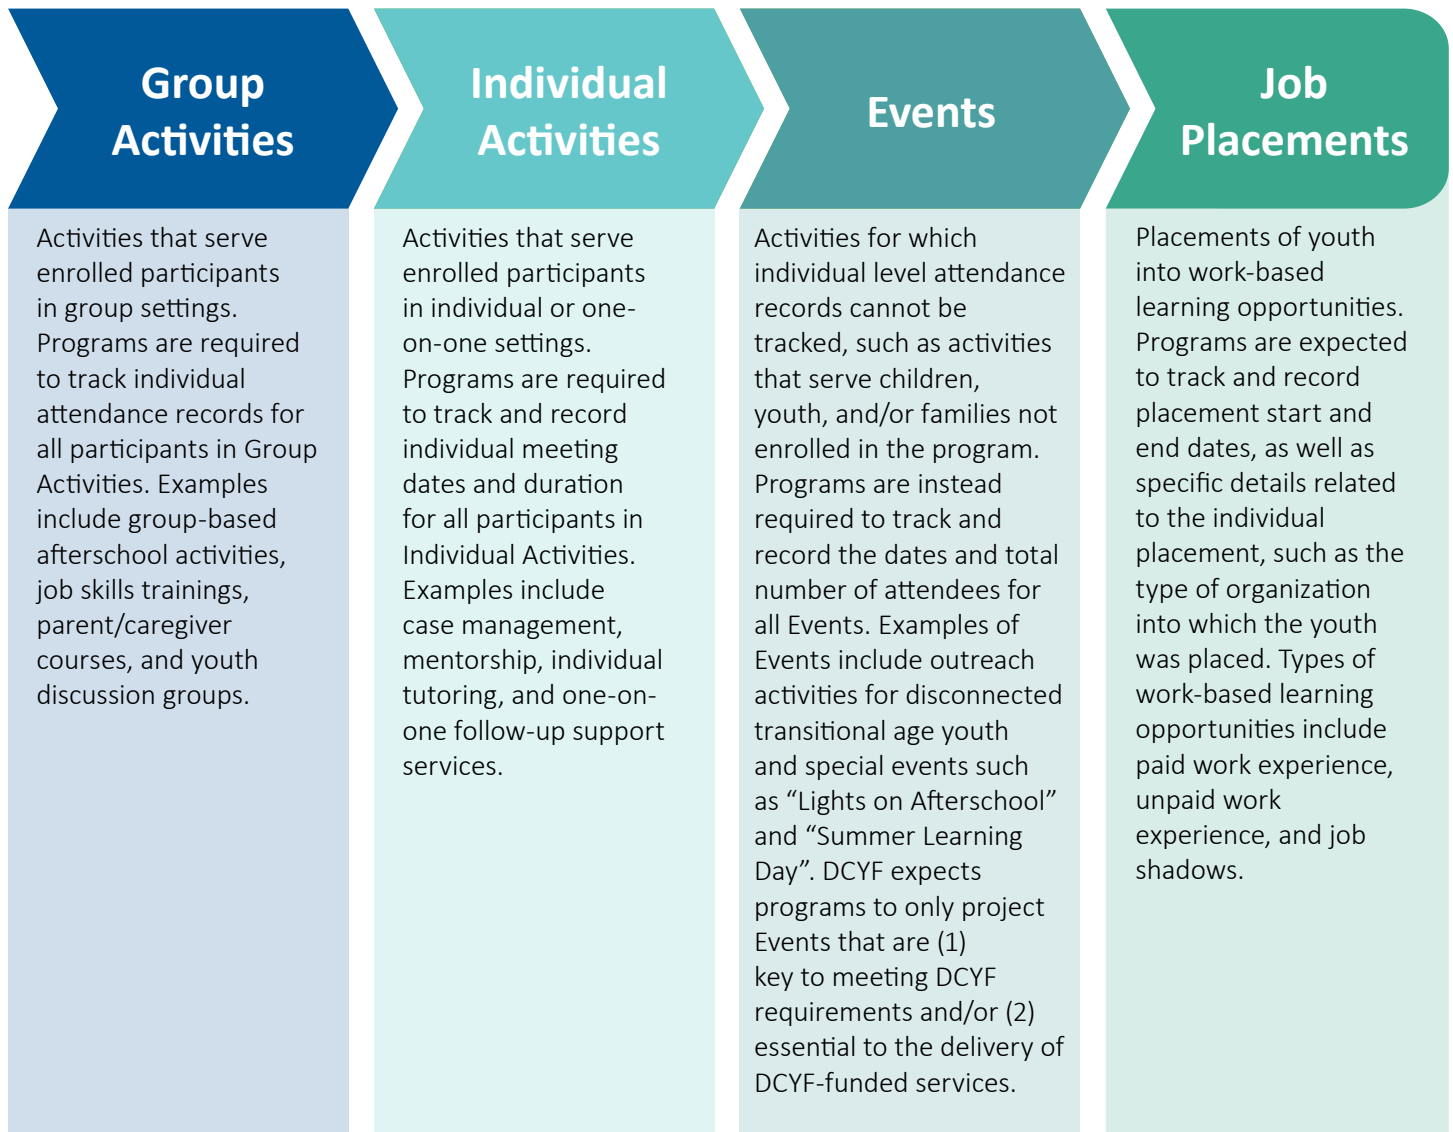 Group
Activities
Activities that serve
enrolled participants
in group settings.
Programs are required
to track individual
attendance records for
all participants in Group
Activities. Examples
include group-based
afterschool activities,
job skills trainings,
parent/caregiver
courses, and youth
discussion groups.
Individual
Activities
Activities that serve
enrolled participants
in individual or one-
on-one settings.
Programs are required
to track and record
individual meeting
dates and duration
for all participants in
Individual Activities.
Examples include
case management,
mentorship, individual
tutoring, and one-on-
one follow-up support
services.
Events
Activities for which
individual level attendance
records cannot be
tracked, such as activities
that serve children,
youth, and/or families not
enrolled in the program.
Programs are instead
required to track and
record the dates and total
number of attendees for
all Events. Examples of
Events include outreach
activities for disconnected
transitional age youth
and special events such
as “Lights on Afterschool”
and “Summer Learning
Day”. DCYF expects
programs to only project
Events that are (1)
key to meeting DCYF
requirements and/or (2)
essential to the delivery of
DCYF-funded services.
Job
Placements
Placements of youth
into work-based
learning opportunities.
Programs are expected
to track and record
placement start and
end dates, as well as
specific details related
to the individual
placement, such as the
type of organization
into which the youth
was placed. Types of
work-based learning
opportunities include
paid work experience,
unpaid work
experience, and job
shadows.